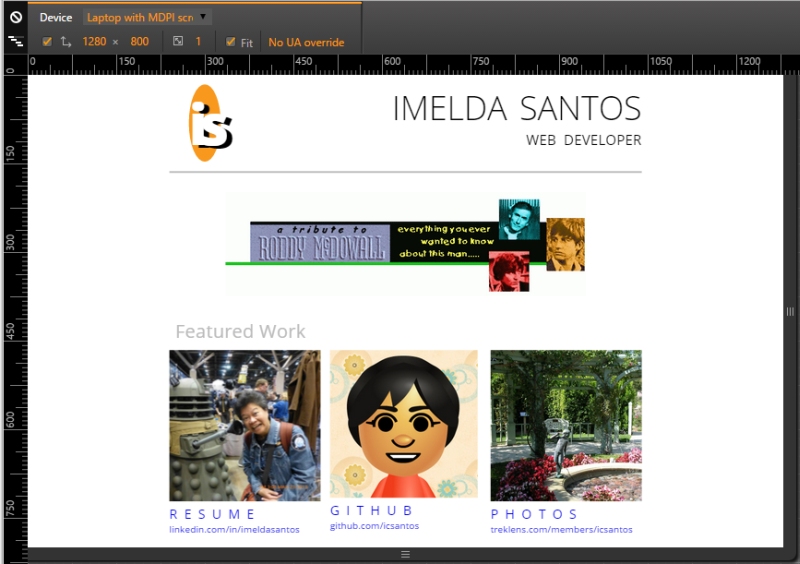 Device Laptop with MDPI scr
1280 × 800 1 Fit No UA override
0 150 300 450 600 750 900 1050 1200
0
150
300
450
600
750
is
IMELDA SANTOS
WEB DEVELOPER
a tribute to
RODDY McDOWALL
everything you ever
wanted to know
about this man.....
Featured Work
RESUME
linkedin.com/in/imeldasantos
GITHUB
github.com/icsantos
PHOTOS
treklens.com/members/icsantos